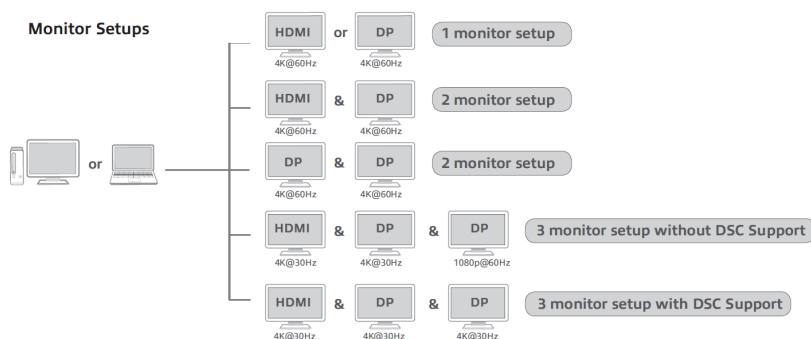 Monitor Setups
HDMI or DP 1 monitor setup
4K@60Hz 4K@60Hz
HDMI & DP 2 monitor setup
4K@60Hz 4K@60Hz
or
DP & DP 2 monitor setup
4K@60Hz 4K@60Hz
HDMI & DP & DP 3 monitor setup without DSC Support
4K@30Hz 4K@30Hz 1080p@60Hz
HDMI & DP & DP 3 monitor setup with DSC Support
4K@30Hz 4K@30Hz 4K@30Hz